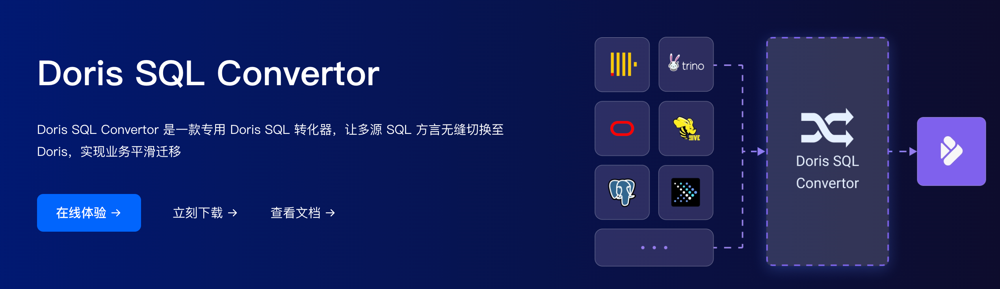 Doris SQL Convertor
Doris SQL Convertor 是一款专用 Doris SQL 转化器，让多源 SQL 方言无缝切换至
Doris，实现业务平滑迁移
在线体验 →
立刻下载 →
查看文档 →
trino
HIVE
Doris SQL
Convertor